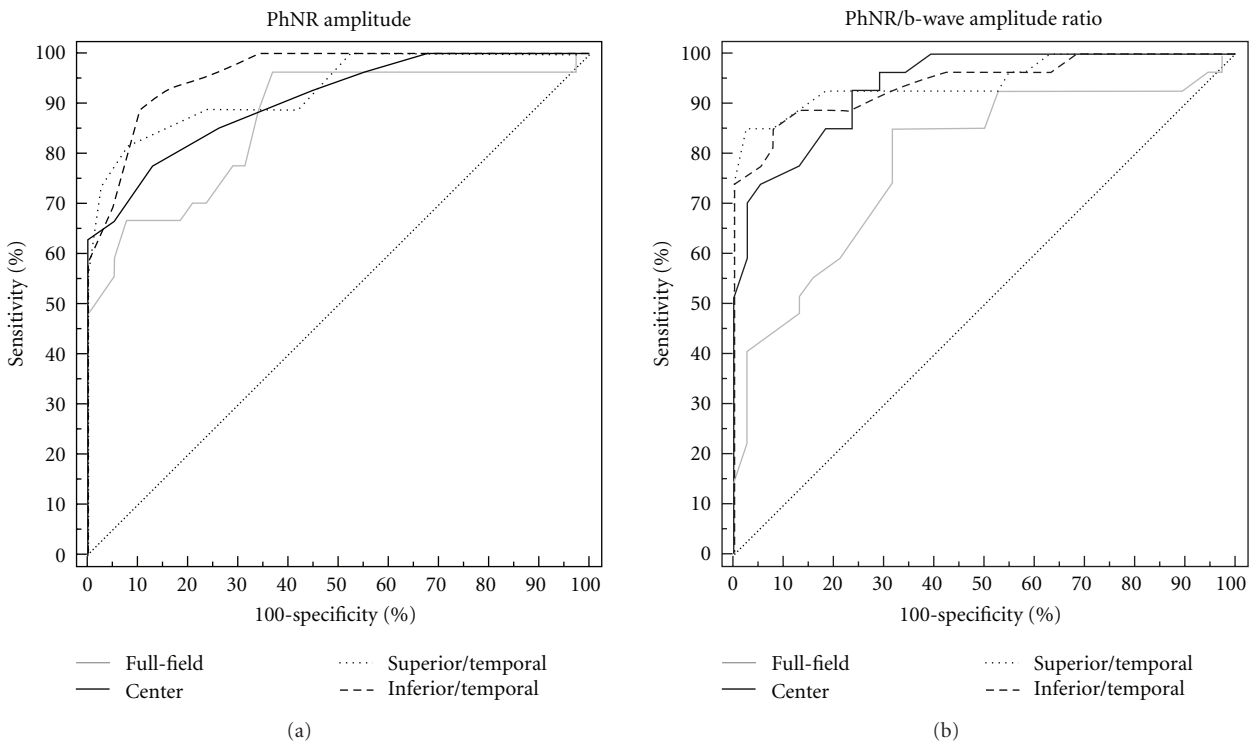 PhNR amplitude
100
90
80
70
60
50
40
30
20
10
0
Sensitivity (%)
0 10 20 30 40 50 60 70 80 90 100
100-specificity (%)
Full-field
Center
Superior/temporal
Inferior/temporal
(a)
PhNR/b-wave amplitude ratio
100
90
80
70
60
50
40
30
20
10
0
Sensitivity (%)
0 10 20 30 40 50 60 70 80 90 100
100-specificity (%)
Full-field
Center
Superior/temporal
Inferior/temporal
(b)